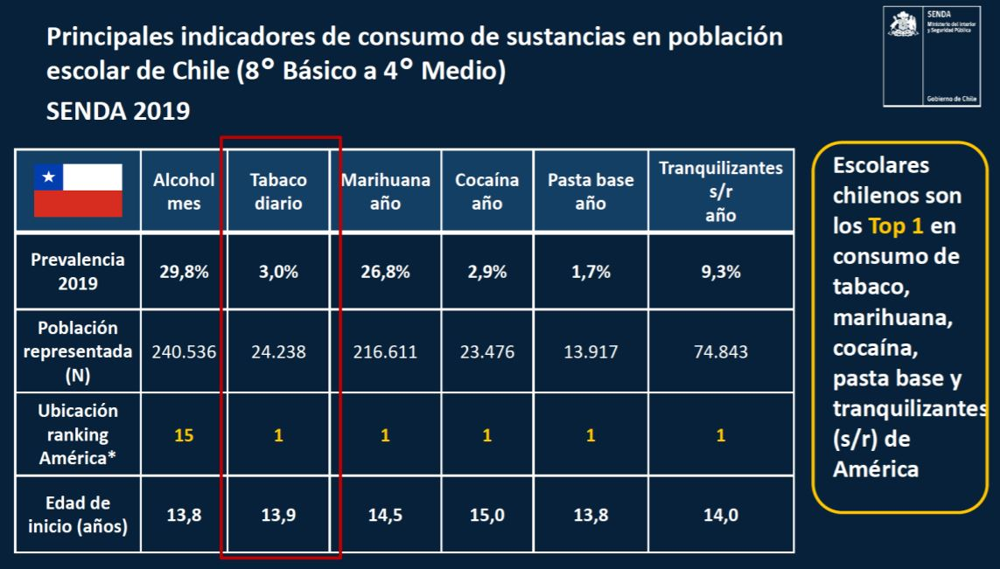 Principales indicadores de consumo de sustancias en población
escolar de Chile (8° Básico a 4° Medio)
SENDA 2019
SENDA
Ministerio del Interior
y Seguridad Pública
Gobierno de Chile
Alcohol mes
Tabaco diario
Marihuana año
Cocaína año
Pasta base año
Tranquilizantes s/r año
Prevalencia 2019
29,8%
3,0%
26,8%
2,9%
1,7%
9,3%
Población representada (N)
240.536
24.238
216.611
23.476
13.917
74.843
Ubicación ranking América*
15
1
1
1
1
1
Edad de inicio (años)
13,8
13,9
14,5
15,0
13,8
14,0
Escolares
chilenos son
los Top 1 en
consumo de
tabaco,
marihuana,
cocaína,
pasta base y
tranquilizantes
(s/r) de
América